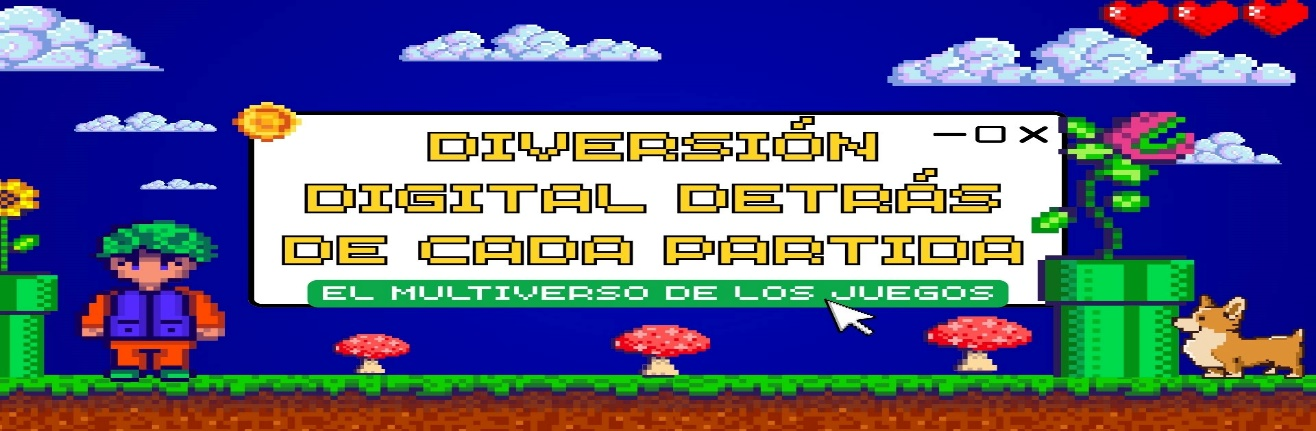 DIVERSIÓN
DIGITAL DETRÁS
DE CADA PARTIDA
EL MULTIVERSO DE LOS JUEGOS